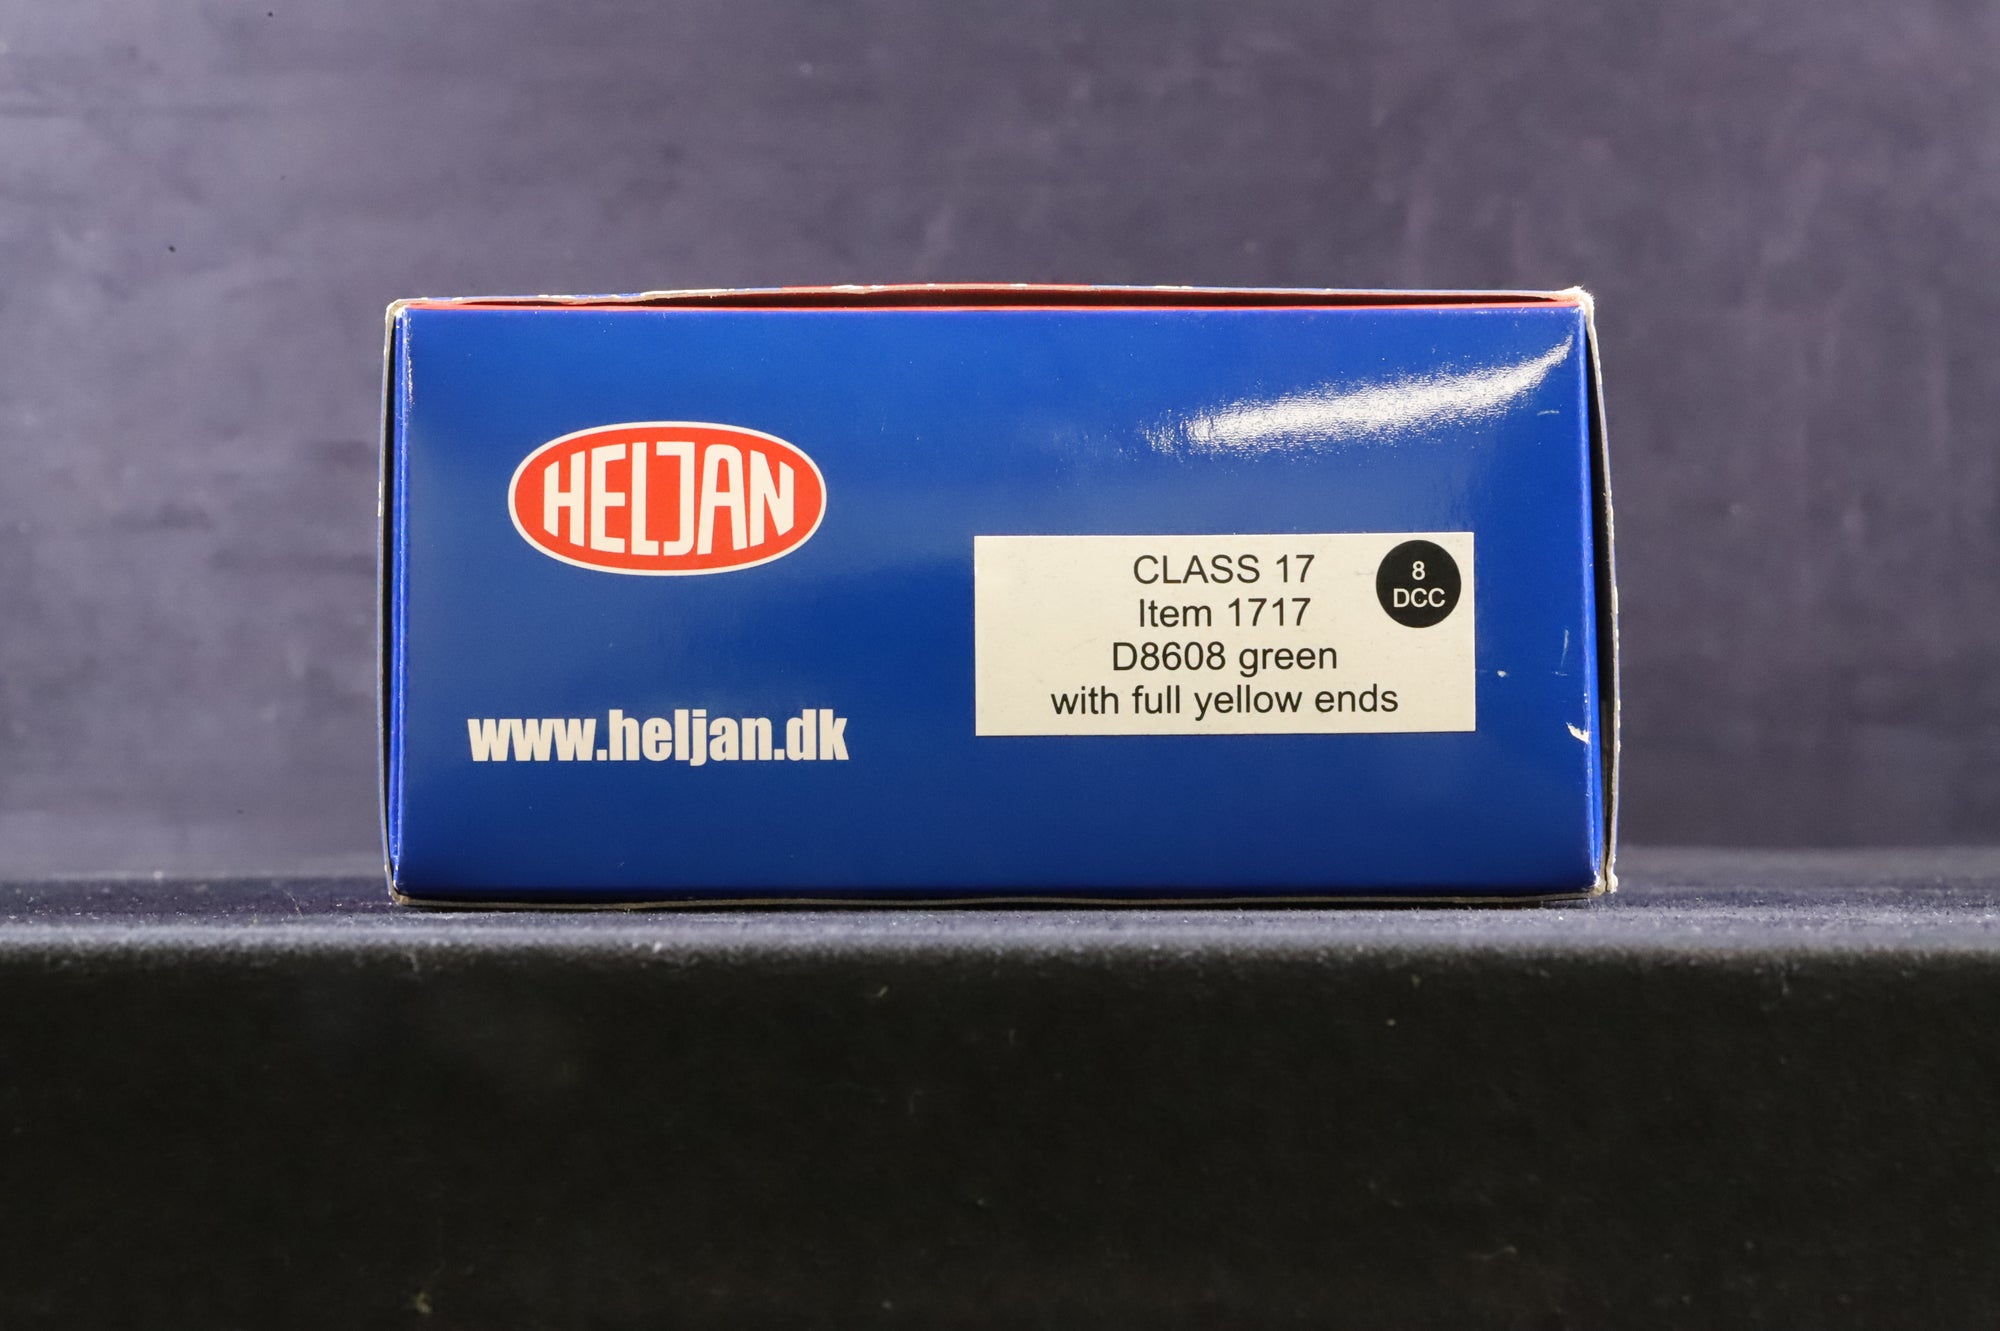 HELJAN
www.heljan.dk
CLASS 17
Item 1717
D8608 green
with full yellow ends
8
DCC